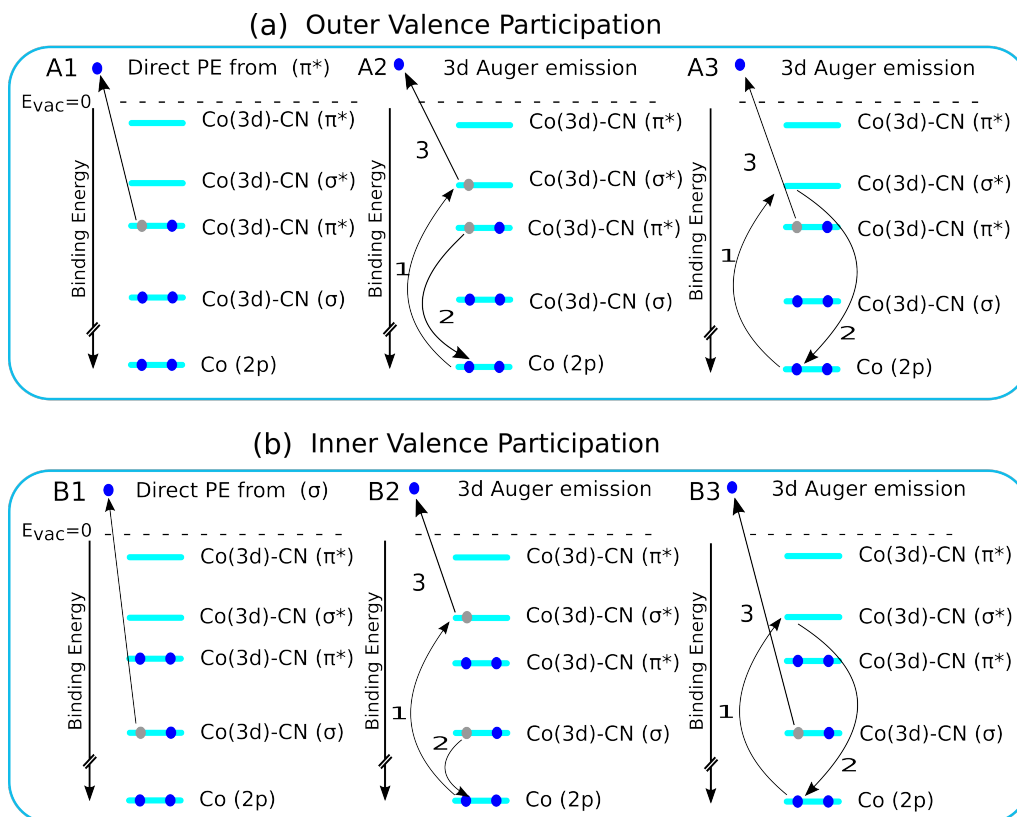 (a) Outer Valence Participation
A1 Direct PE from (π*)
A2 3d Auger emission
A3 3d Auger emission
Evac=0
Co(3d)-CN (π*)
Co(3d)-CN (σ*)
Co(3d)-CN (π*)
Co(3d)-CN (σ)
Co (2p)
Binding Energy
3
Co(3d)-CN (π*)
Co(3d)-CN (σ*)
Co(3d)-CN (π*)
1
Co(3d)-CN (σ)
2
Co (2p)
Binding Energy
Co(3d)-CN (π*)
3
Co(3d)-CN (σ*)
Co(3d)-CN (π*)
1
Co(3d)-CN (σ)
2
Co (2p)
Binding Energy
(b) Inner Valence Participation
B1 Direct PE from (σ)
B2 3d Auger emission
B3 3d Auger emission
Evac=0
Co(3d)-CN (π*)
Co(3d)-CN (σ*)
Co(3d)-CN (π*)
Co(3d)-CN (σ)
Co (2p)
Binding Energy
Co(3d)-CN (π*)
3
Co(3d)-CN (σ*)
Co(3d)-CN (π*)
1
Co(3d)-CN (σ)
2
Co (2p)
Binding Energy
Co(3d)-CN (π*)
3
Co(3d)-CN (σ*)
Co(3d)-CN (π*)
1
Co(3d)-CN (σ)
2
Co (2p)
Binding Energy